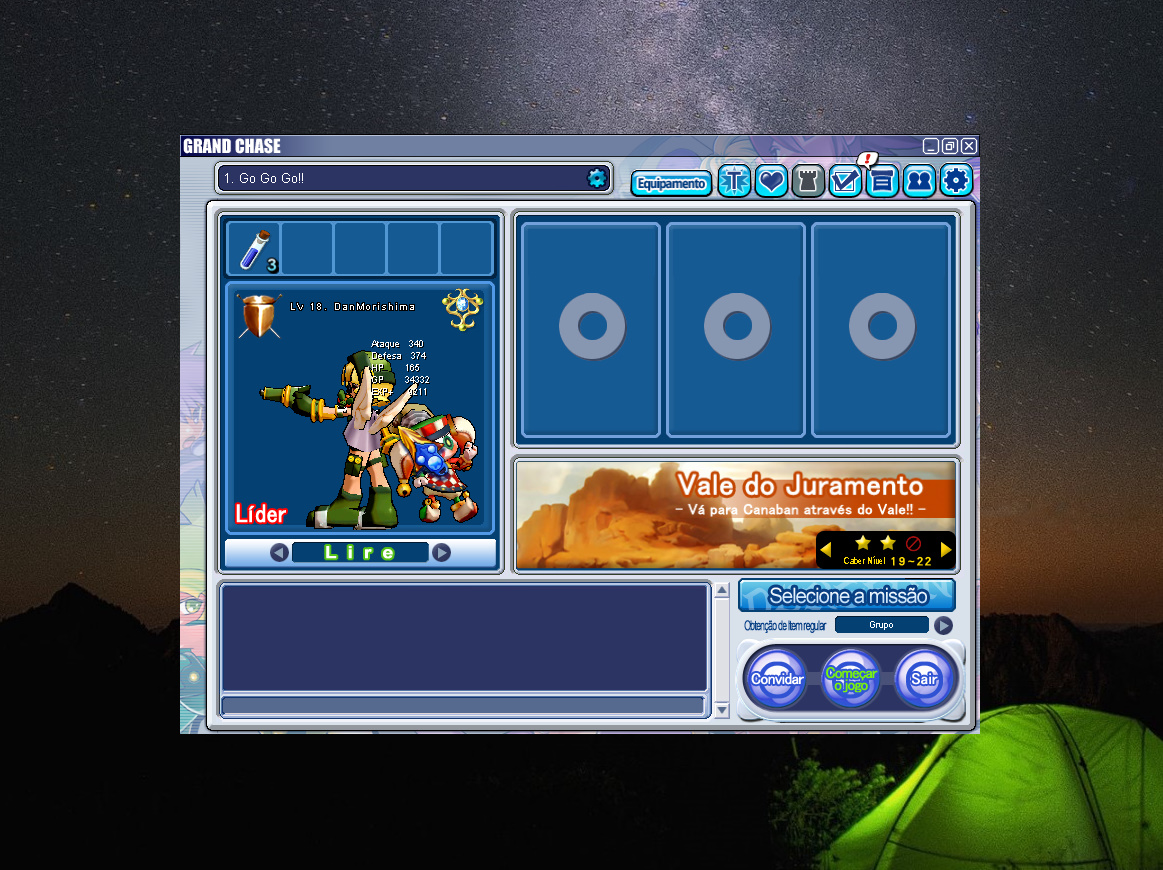 GRAND CHASE
1. Go Go Go!!
Equipamento
!
3
LV 18. DanMorishima
Ataque 340
Defesa 374
HP 165
GP 34332
Líder
Lire
Vale do Juramento
- Vá para Canaban através do Vale!! -
Caber Nível 19~22
Selecione a missão
Obtenção de Item regular
Grupo
Convidar
Começar
o jogo
Sair